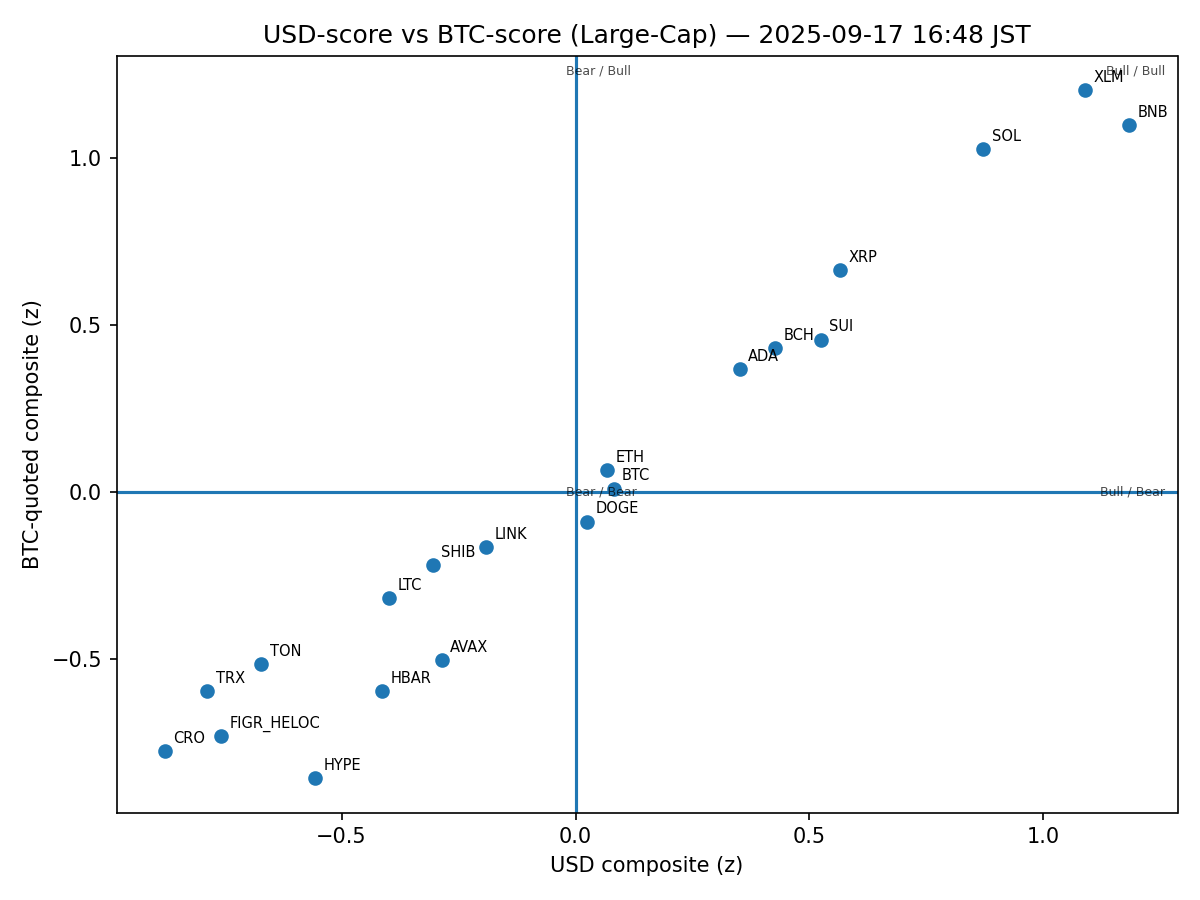 USD-score vs BTC-score (Large-Cap) — 2025-09-17 16:48 JST
Bear / Bull
Bull / Bull
XLM
BNB
SOL
1.0
XRP
0.5
SUI
BCH
ADA
ETH
BTC
0.0
Bear / Bear
Bull / Bear
DOGE
LINK
SHIB
LTC
AVAX
TON
−0.5
HBAR
TRX
FIGR_HELOC
CRO
HYPE
BTC-quoted composite (z)
−0.5
0.0
0.5
1.0
USD composite (z)